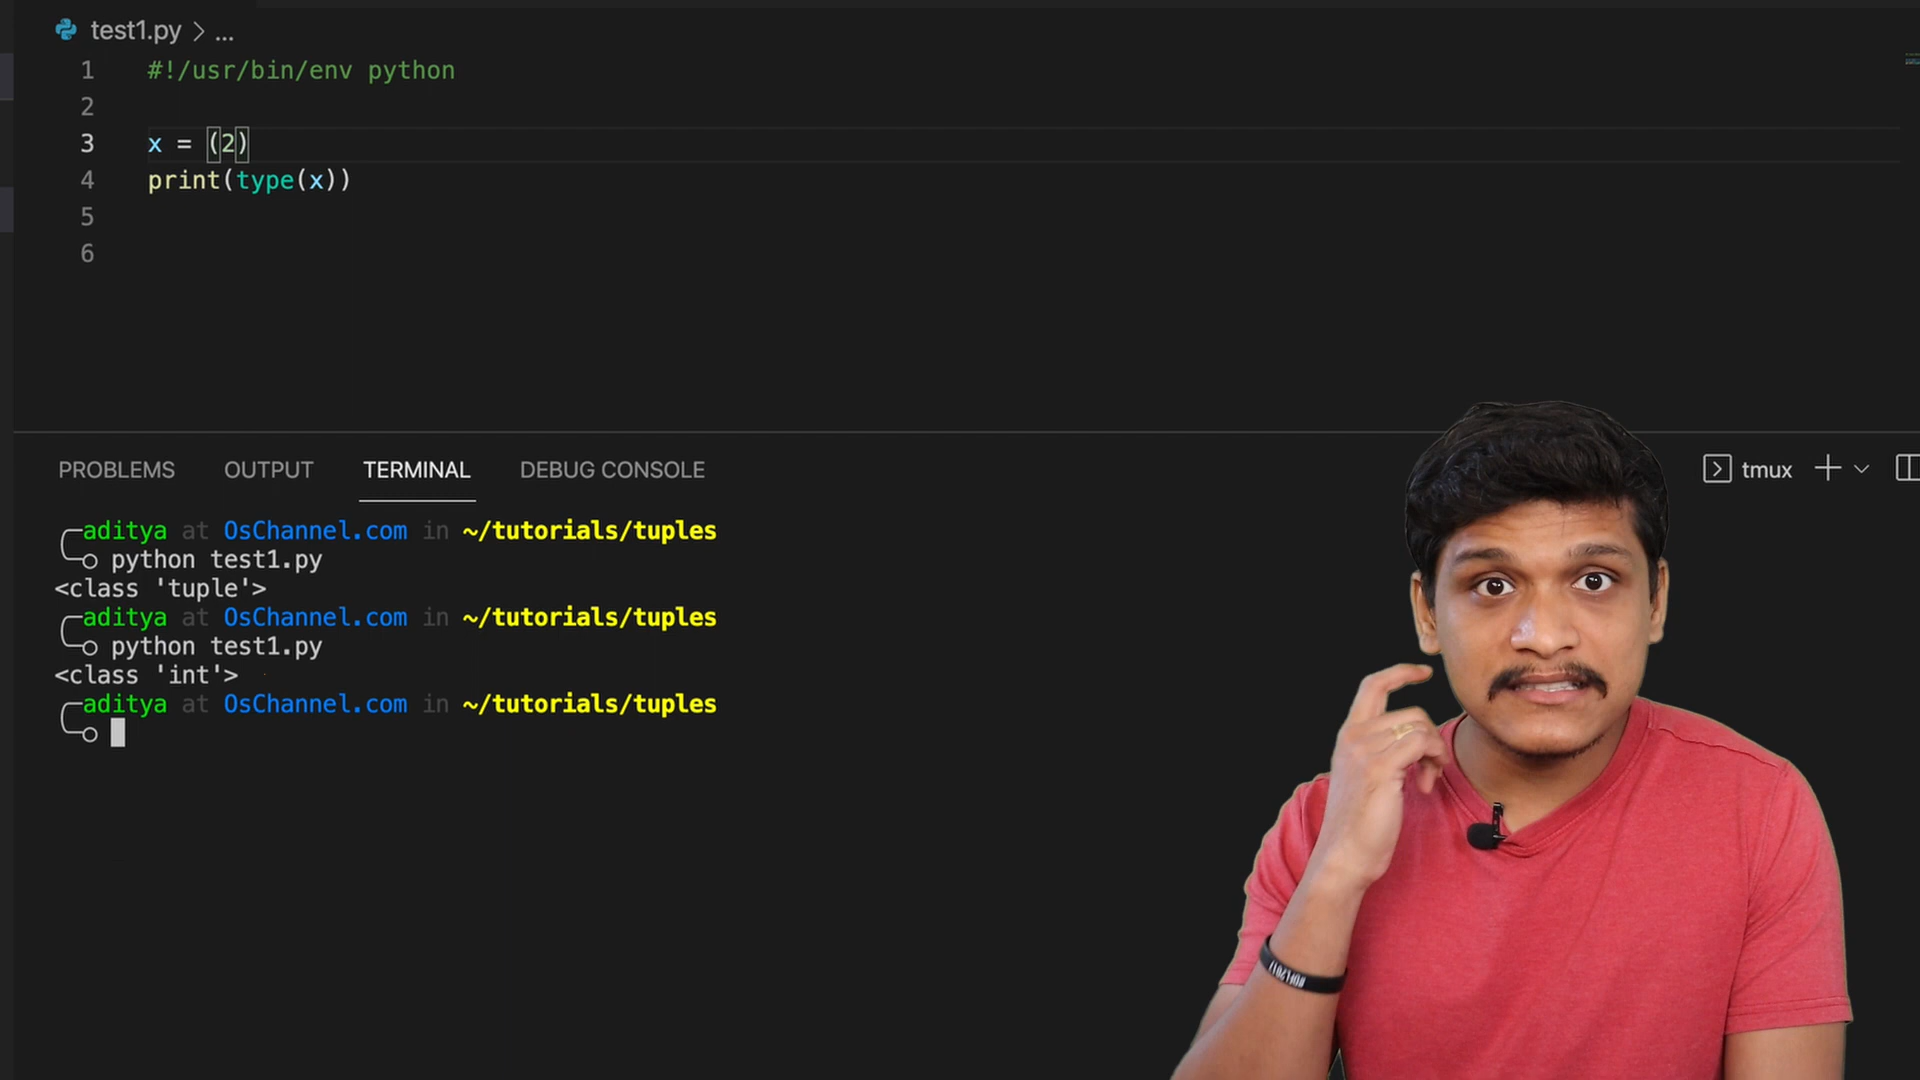 test1.py > ...
1 #!/usr/bin/env python
2
3 x = (2)
4 print(type(x))
5
6
PROBLEMS OUTPUT TERMINAL DEBUG CONSOLE tmux
aditya at OsChannel.com in ~/tutorials/tuples
python test1.py
<class 'tuple'>
aditya at OsChannel.com in ~/tutorials/tuples
python test1.py
<class 'int'>
aditya at OsChannel.com in ~/tutorials/tuples